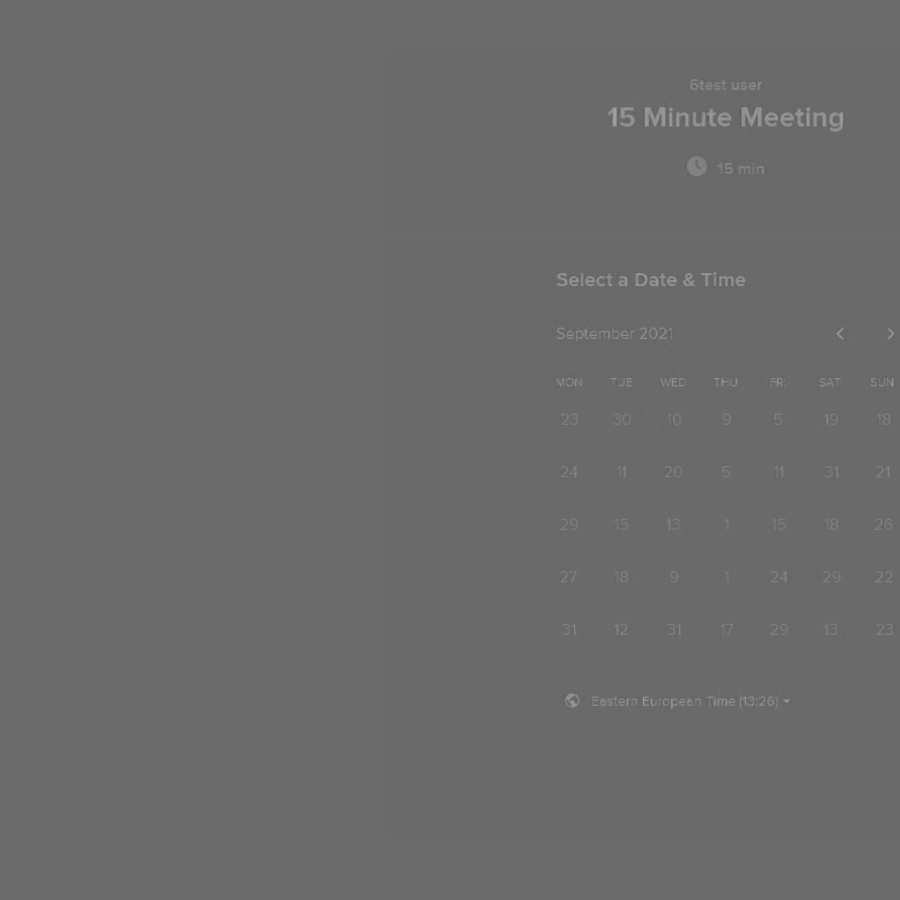 6test user
15 Minute Meeting
15 min
Select a Date & Time
September 2021
MON TUE WED THU FRI SAT SUN
23 30 10 9 5 19 18
24 11 20 5 11 31 21
29 15 13 1 15 18 26
27 18 9 1 24 29 22
31 12 31 17 29 13 23
Eastern European Time (13:26)